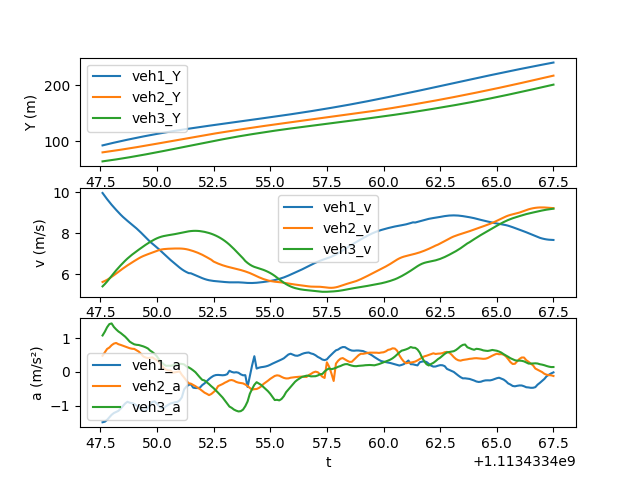 veh1_Y
veh2_Y
veh3_Y
Y (m)
200
100
47.5 50.0 52.5 55.0 57.5 60.0 62.5 65.0 67.5
veh1_v
veh2_v
veh3_v
v (m/s)
10
8
6
47.5 50.0 52.5 55.0 57.5 60.0 62.5 65.0 67.5
veh1_a
veh2_a
veh3_a
a (m/s²)
1
0
−1
47.5 50.0 52.5 55.0 57.5 60.0 62.5 65.0 67.5
t
+1.1134334e9